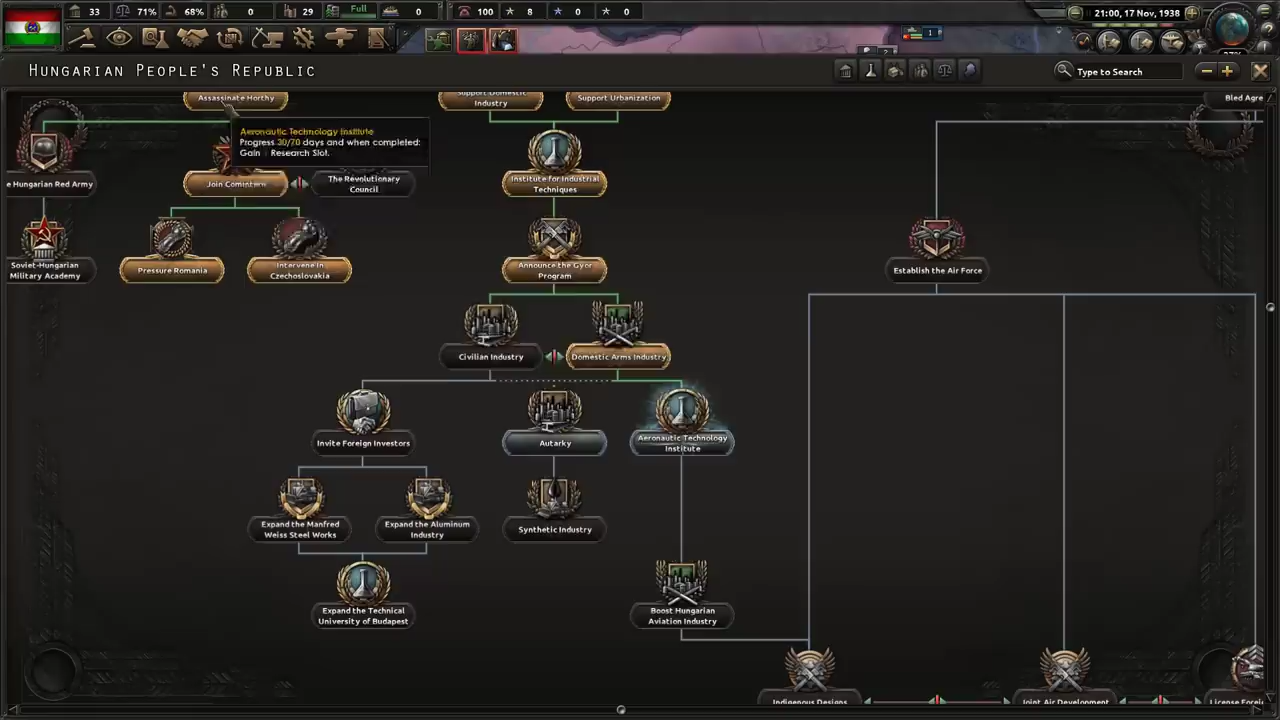 33 71% 68% 0 29 Full 0 100 8 0 0
1
21:00, 17 Nov, 1938
HUNGARIAN PEOPLE'S REPUBLIC
Type to Search
Assassinate Horthy
Support Domestic
Industry
Support Urbanization
Bled Agre
Aeronautic Technology Institute
Progress 30/70 days and when completed:
Gain 1 Research Slot.
e Hungarian Red Army
Join Comintern
The Revolutionary
Council
Institute for Industrial
Techniques
Soviet-Hungarian
Military Academy
Pressure Romania
Intervene in
Czechoslovakia
Announce the Gyor
Program
Establish the Air Force
Civilian Industry
Domestic Arms Industry
Invite Foreign Investors
Autarky
Aeronautic Technology
Institute
Expand the Manfred
Weiss Steel Works
Expand the Aluminum
Industry
Synthetic Industry
Expand the Technical
University of Budapest
Boost Hungarian
Aviation Industry
Indigenous Designs
Joint Air Development
License Forei